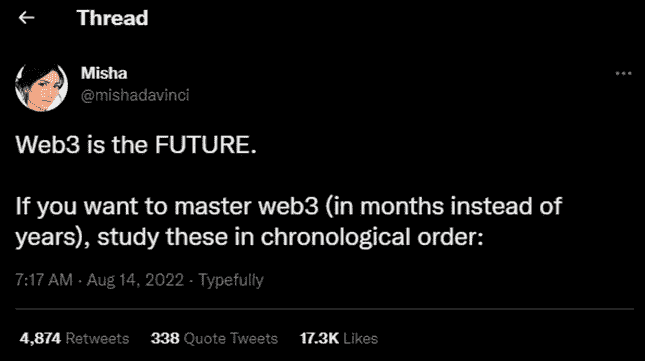 Thread
Misha
@mishadavinci
Web3 is the FUTURE.
If you want to master web3 (in months instead of
years), study these in chronological order:
7:17 AM · Aug 14, 2022 · Typefully
4,874 Retweets 338 Quote Tweets 17.3K Likes